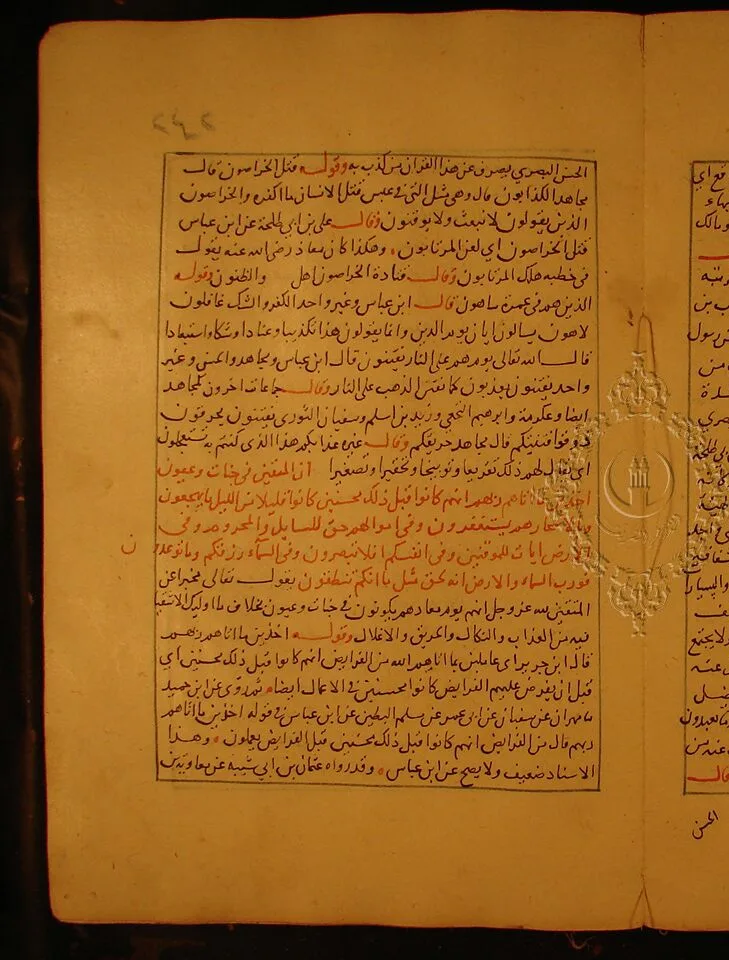 الحسن البصري يصرف عن هذا القران من كذب به وقوله قتل الخراصون قال
مجاهد الكذابون قال وهي مثل التي في عبس قتل الانسان ما اكفره والخراصون
الذين يقولون لا نبعث ولا يوقنون وقال علي بن ابي طلحة عن ابن عباس
قتل الخراصون اي لعن المرتابون وهكذا كان معاذ رضي الله عنه يقول
في خطبه هلك المرتابون وقال قتادة الخراصون اهل والظنون وقوله
الذين هم في غمرة ساهون قال ابن عباس وغير واحد الكفر والشك غافلون
لاهون يسالون ايان يوم الدين وانما يقولون هذا تكذيبا وعنادا وشكا واستبعادا
قال الله تعالى يوم هم على النار يفتنون قال ابن عباس ومجاهد والحسن وغير
واحد يفتنون يعذبون كما يفتن الذهب على النار وقال جماعات اخرون كمجاهد
ايضا وعكرمة وابرهيم النخعي وزيد بن اسلم وسفيان الثوري يفتنون يحرقون
ذوقوا فتنتكم قال مجاهد حريقكم وقال غيره عذابكم هذا الذي كنتم به تستعجلون
اي يقال لهم ذلك تقريعا وتوبيخا وتحقيرا وتصغيرا ان المتقين في جنات وعيون
اخذين ما اتاهم ربهم انهم كانوا قبل ذلك محسنين كانوا قليلا من الليل ما يهجعون
وبالاسحار هم يستغفرون وفي اموالهم حق للسايل والمحروم وفي
الارض ايات للموقنين وفي انفسكم افلا تبصرون وفي السماء رزقكم وما توعدون
فورب السماء والارض انه لحق مثل ما انكم تنطقون يقول تعالى مخبرا عن
المتقين لله عز وجل انهم يوم معادهم يكونون في جنات وعيون بخلاف ما اوليك الاشقيا
فيه من العذاب والنكال والحريق والاغلال وقوله اخذين ما اتاهم ربهم
قال ابن جرير اي عاملين بما اتاهم الله من الفرايض انهم كانوا قبل ذلك محسنين اي
قبل ان يفرض عليهم الفرايض كانوا محسنين في الاعمال ايضا ثم روى عن ابن حميد
ما مهران عن سفيان عن ابي عمر عن مسلم البطين عن ابن عباس في قوله اخذين ما اتاهم
ربهم قال من الفرايض انهم كانوا قبل ذلك محسنين قبل الفرايض يعملون وهذا
الاسناد ضعيف ولا يصح عن ابن عباس وقد رواه عثمان بن ابي شيبه عن معاوية بن
الحسن